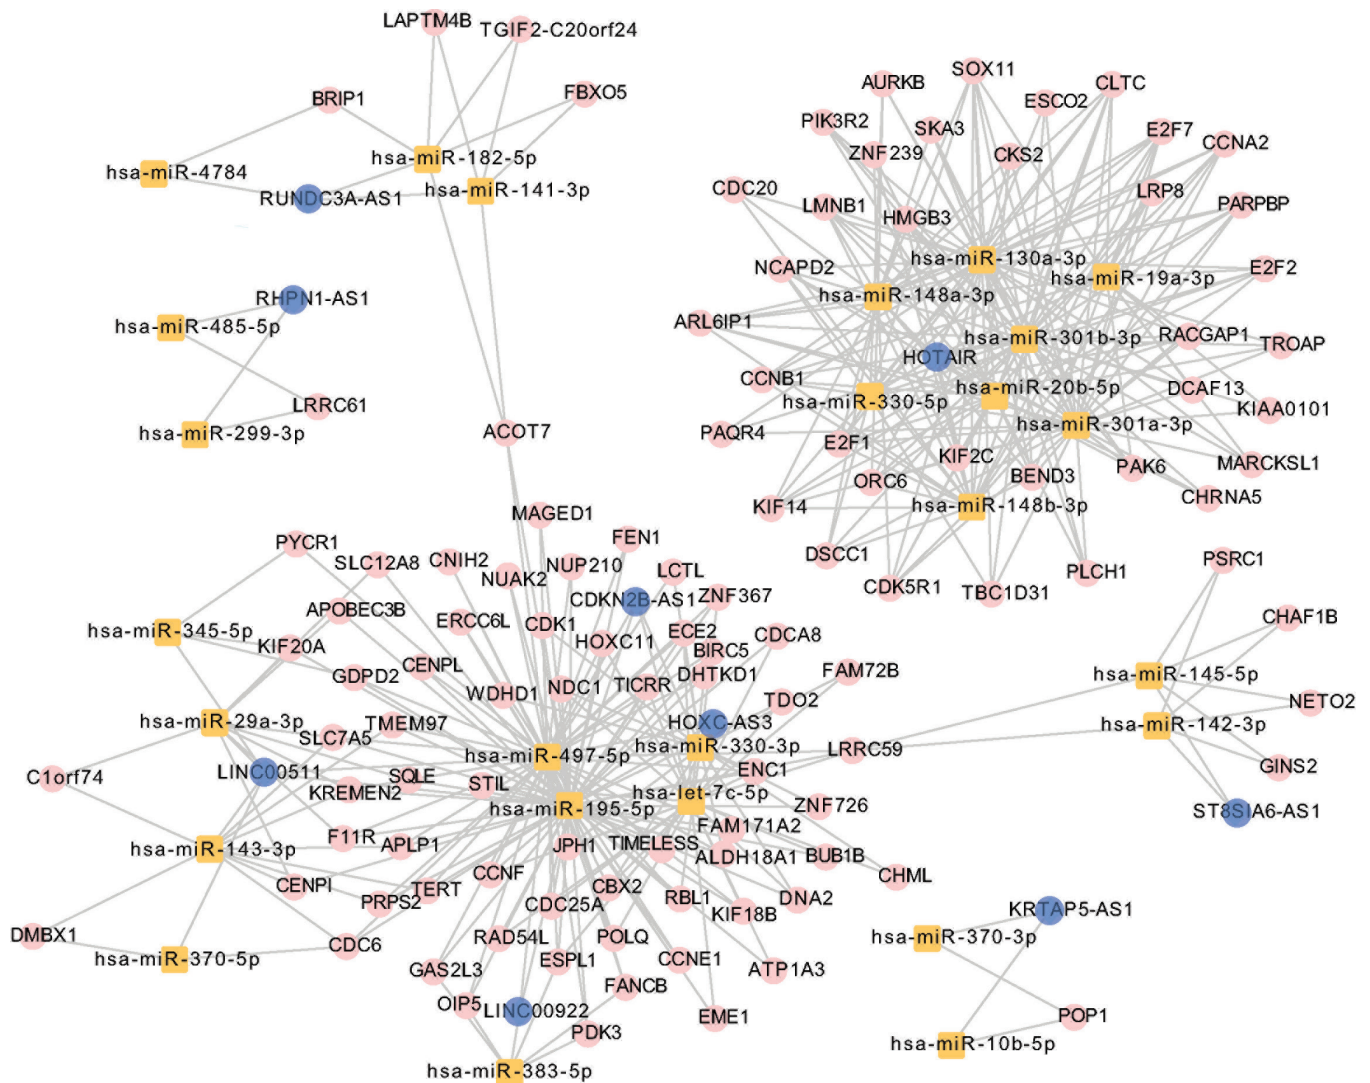 LAPTM4B
TGIF2-C20orf24
BRIP1
FBXO5
hsa-miR-182-5p
hsa-miR-4784
hsa-miR-141-3p
RUNDC3A-AS1
RHPN1-AS1
hsa-miR-485-5p
LRRC61
hsa-miR-299-3p
ACOT7
SOX11
AURKB
CLTC
ESCO2
PIK3R2
SKA3
E2F7
CCNA2
ZNF239
CKS2
CDC20
LRP8
LMNB1
HMGB3
PARPBP
hsa-miR-130a-3p
NCAPD2
hsa-miR-19a-3p
E2F2
hsa-miR-148a-3p
ARL6IP1
hsa-miR-301b-3p
RACGAP1
TROAP
HOTAIR
CCNB1
hsa-miR-20b-5p
DCAF13
hsa-miR-330-5p
KIAA0101
hsa-miR-301a-3p
PAQR4
E2F1
KIF2C
PAK6
MARCKSL1
ORC6
BEND3
CHRNA5
KIF14
hsa-miR-148b-3p
DSCC1
CDK5R1
TBC1D31
PLCH1
MAGED1
PYCR1
SLC12A8
CNIH2
FEN1
NUP210
NUAK2
LCTL
CDKN2B-AS1
ZNF367
APOBEC3B
ERCC6L
CDK1
hsa-miR-345-5p
HOXC11
ECE2
CDCA8
KIF20A
BIRC5
GDPD2
CENPL
DHTKD1
FAM72B
WDHD1
NDC1
TICRR
TDO2
hsa-miR-29a-3p
TMEM97
HOXC-AS3
SLC7A5
hsa-miR-497-5p
hsa-miR-330-3p
LRRC59
C1orf74
LINC00511
SQLE
STIL
ENC1
KREMEN2
hsa-let-7c-5p
hsa-miR-195-5p
ZNF726
FAM171A2
F11R
APLP1
JPH1
TIMELESS
ALDH18A1
BUB1B
hsa-miR-143-3p
CCNF
CHML
CENPI
TERT
CBX2
RBL1
DNA2
PRPS2
CDC25A
KIF18B
DMBX1
CDC6
RAD54L
POLQ
hsa-miR-370-5p
GAS2L3
ESPL1
CCNE1
ATP1A3
FANCB
OIP5
LINC00922
EME1
PDK3
hsa-miR-383-5p
PSRC1
CHAF1B
hsa-miR-145-5p
NETO2
hsa-miR-142-3p
GINS2
ST8SIA6-AS1
KRTAP5-AS1
hsa-miR-370-3p
POP1
hsa-miR-10b-5p